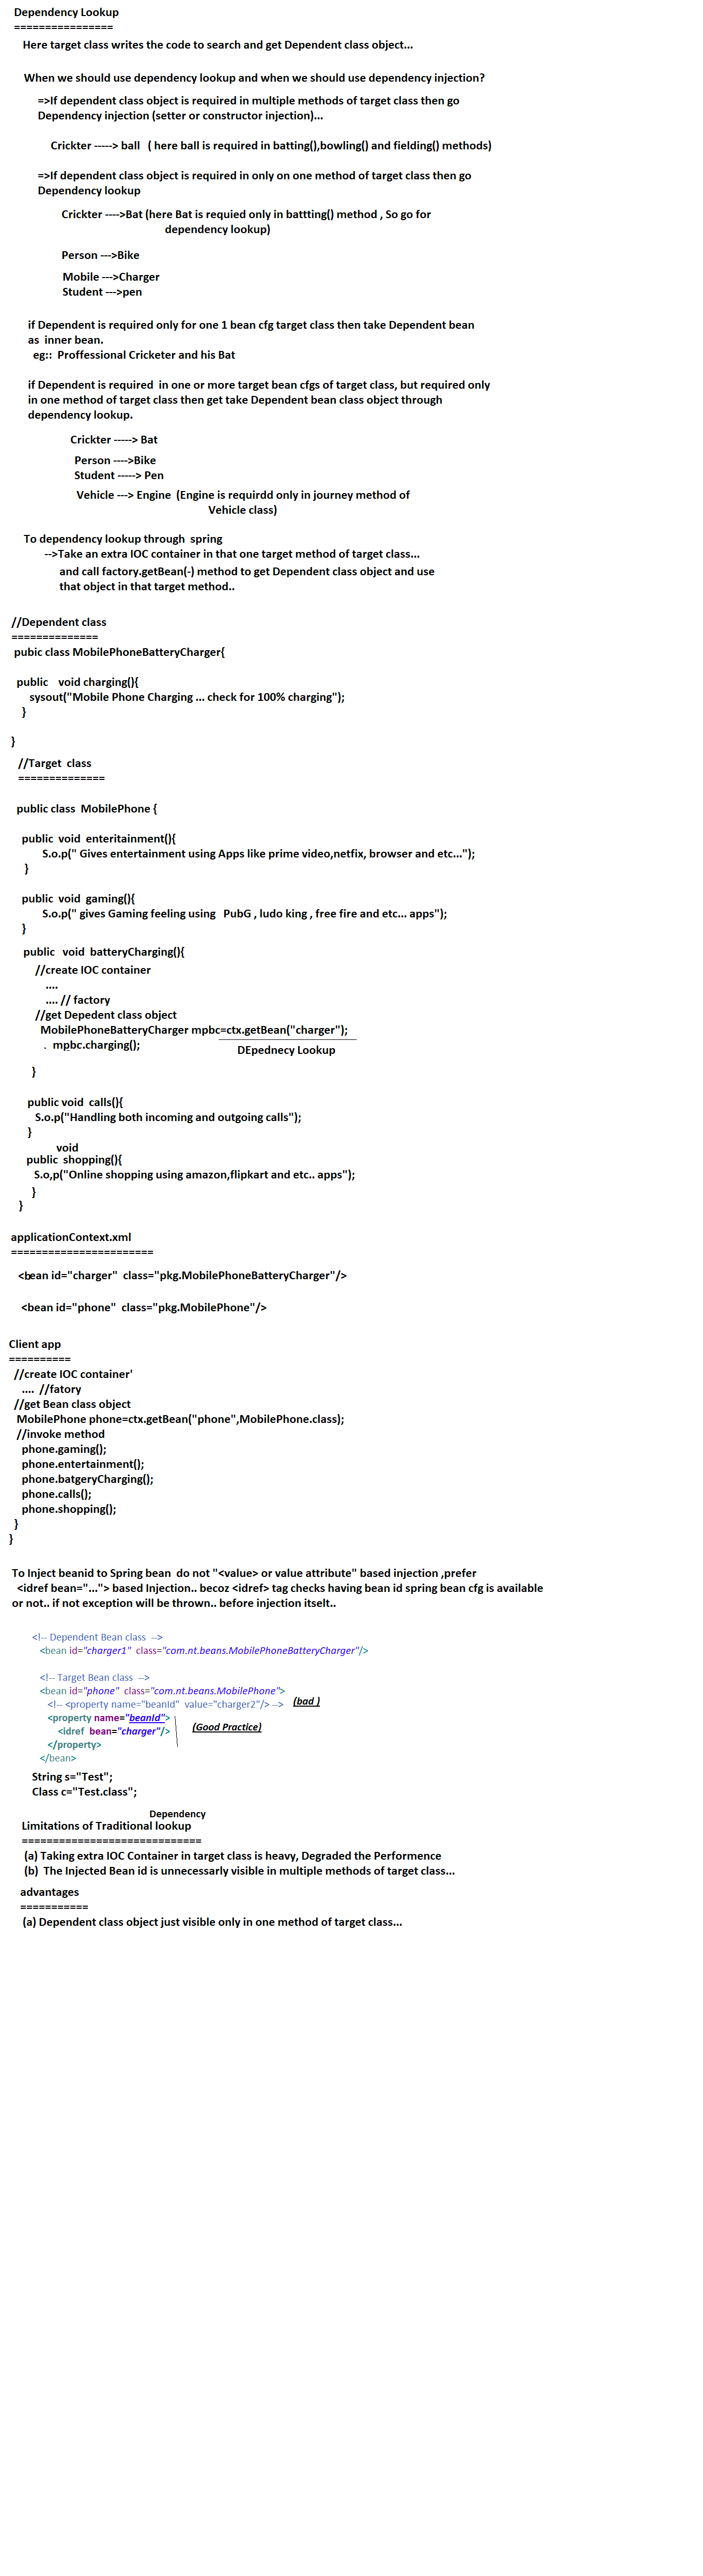 Dependency Lookup
================
Here target class writes the code to search and get Dependent class object...
When we should use dependency lookup and when we should use dependency injection?
=>If dependent class object is required in multiple methods of target class then go
Dependency injection (setter or constructor injection)...
Crickter -----> ball ( here ball is required in batting(),bowling() and fielding() methods)
=>If dependent class object is required in only on one method of target class then go
Dependency lookup
Crickter ---->Bat (here Bat is requied only in battting() method , So go for
dependency lookup)
Person --->Bike
Mobile --->Charger
Student --->pen
if Dependent is required only for one 1 bean cfg target class then take Dependent bean
as inner bean.
eg:: Proffessional Cricketer and his Bat
if Dependent is required in one or more target bean cfgs of target class, but required only
in one method of target class then get take Dependent bean class object through
dependency lookup.
Crickter -----> Bat
Person ---->Bike
Student -----> Pen
Vehicle ---> Engine (Engine is requirdd only in journey method of
Vehicle class)
To dependency lookup through spring
-->Take an extra IOC container in that one target method of target class...
and call factory.getBean(-) method to get Dependent class object and use
that object in that target method..
//Dependent class
==============
pubic class MobilePhoneBatteryCharger{
public void charging(){
sysout("Mobile Phone Charging ... check for 100% charging");
}
}
//Target class
==============
public class MobilePhone {
public void enteritainment(){
S.o.p(" Gives entertainment using Apps like prime video,netfix, browser and etc...");
}
public void gaming(){
S.o.p(" gives Gaming feeling using PubG , ludo king , free fire and etc... apps");
}
public void batteryCharging(){
//create IOC container
....
.... // factory
//get Depedent class object
MobilePhoneBatteryCharger mpbc=ctx.getBean("charger");
mpbc.charging();
DEpednecy Lookup
}
public void calls(){
S.o.p("Handling both incoming and outgoing calls");
}
void
public shopping(){
S.o,p("Online shopping using amazon,flipkart and etc.. apps");
}
}
applicationContext.xml
=======================
<bean id="charger" class="pkg.MobilePhoneBatteryCharger"/>
<bean id="phone" class="pkg.MobilePhone"/>
Client app
==========
//create IOC container'
.... //fatory
//get Bean class object
MobilePhone phone=ctx.getBean("phone",MobilePhone.class);
//invoke method
phone.gaming();
phone.entertainment();
phone.batgeryCharging();
phone.calls();
phone.shopping();
}
}
To Inject beanid to Spring bean do not "<value> or value attribute" based injection ,prefer
<idref bean="..."> based Injection.. becoz <idref> tag checks having bean id spring bean cfg is available
or not.. if not exception will be thrown.. before injection itselt..
<!-- Dependent Bean class -->
<bean id="charger1" class="com.nt.beans.MobilePhoneBatteryCharger"/>
<!-- Target Bean class -->
<bean id="phone" class="com.nt.beans.MobilePhone">
<!-- <property name="beanId" value="charger2"/> --> (bad )
<property name="beanId">
<idref bean="charger"/> (Good Practice)
</property>
</bean>
String s="Test";
Class c="Test.class";
Dependency
Limitations of Traditional lookup
=============================
(a) Taking extra IOC Container in target class is heavy, Degraded the Performence
(b) The Injected Bean id is unnecessarly visible in multiple methods of target class...
advantages
===========
(a) Dependent class object just visible only in one method of target class...